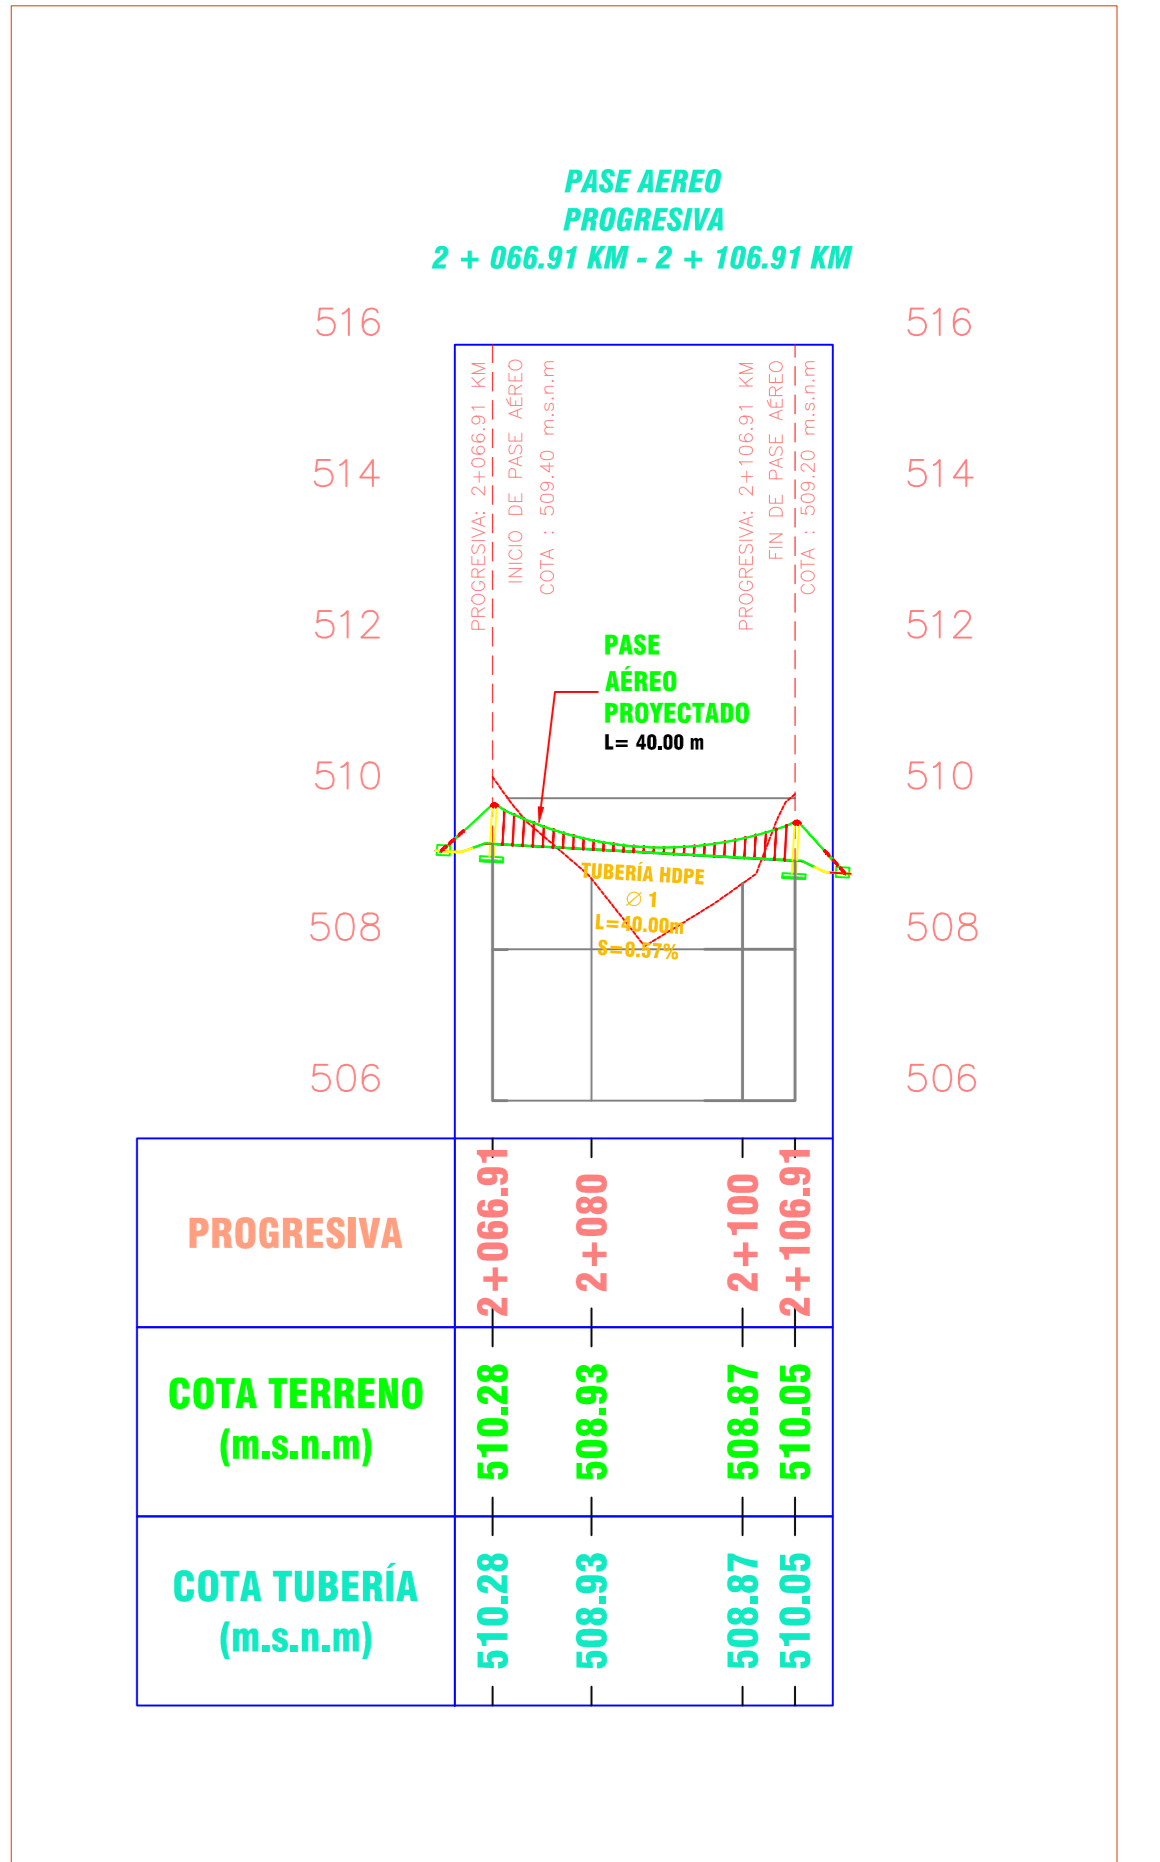 PASE AEREO
PROGRESIVA
2 + 066.91 KM - 2 + 106.91 KM
516
516
PROGRESIVA: 2+066.91 KM
INICIO DE PASE AÉREO
COTA : 509.40 m.s.n.m
PROGRESIVA: 2+106.91 KM
FIN DE PASE AÉREO
COTA : 509.20 m.s.n.m
514
514
512
512
PASE
AÉREO
PROYECTADO
L= 40.00 m
510
510
TUBERÍA HDPE
∅ 1
L=40.00m
S=0.57%
508
508
506
506
PROGRESIVA
2+066.91
2+080
2+100
2+106.91
COTA TERRENO
(m.s.n.m)
510.28
508.93
508.87
510.05
COTA TUBERÍA
(m.s.n.m)
510.28
508.93
508.87
510.05